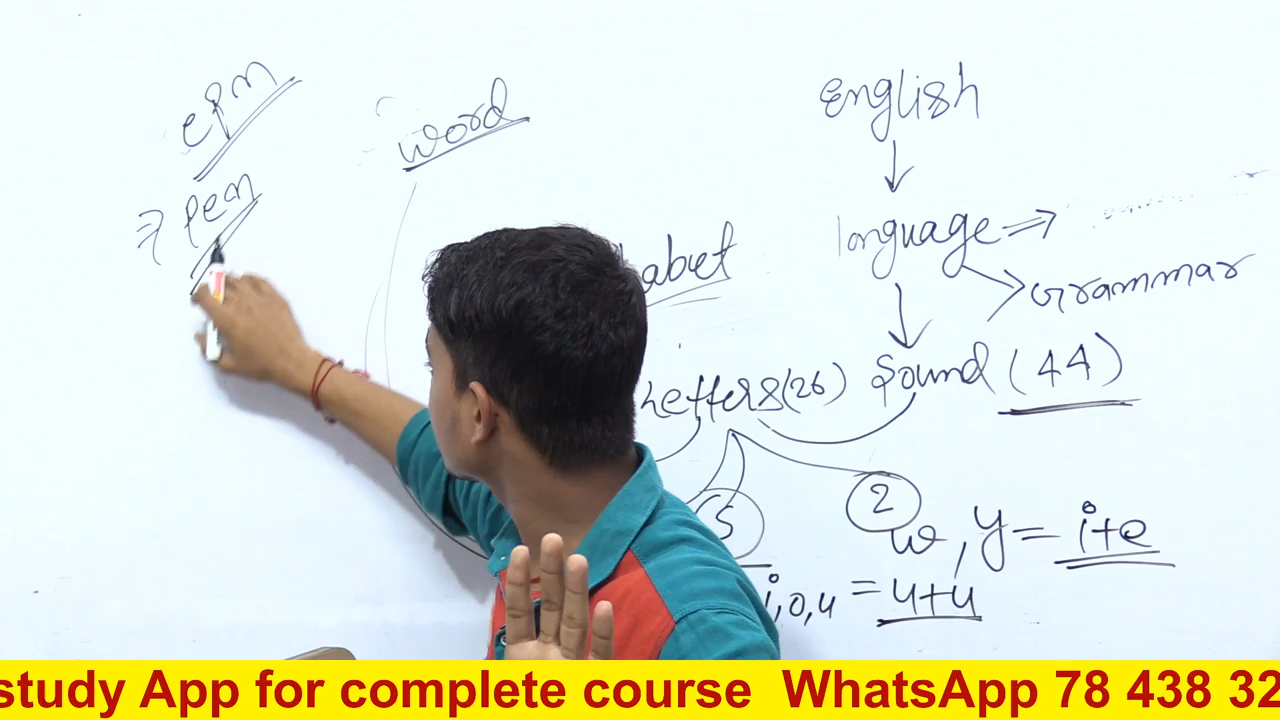 epn
word
⇒ Pen
English
↓
language ⇒
abet
Grammar
Letters(26) Sound (44)
5
2
w, y = i+e
i,o,u = u+u
study App for complete course WhatsApp 78 438 32